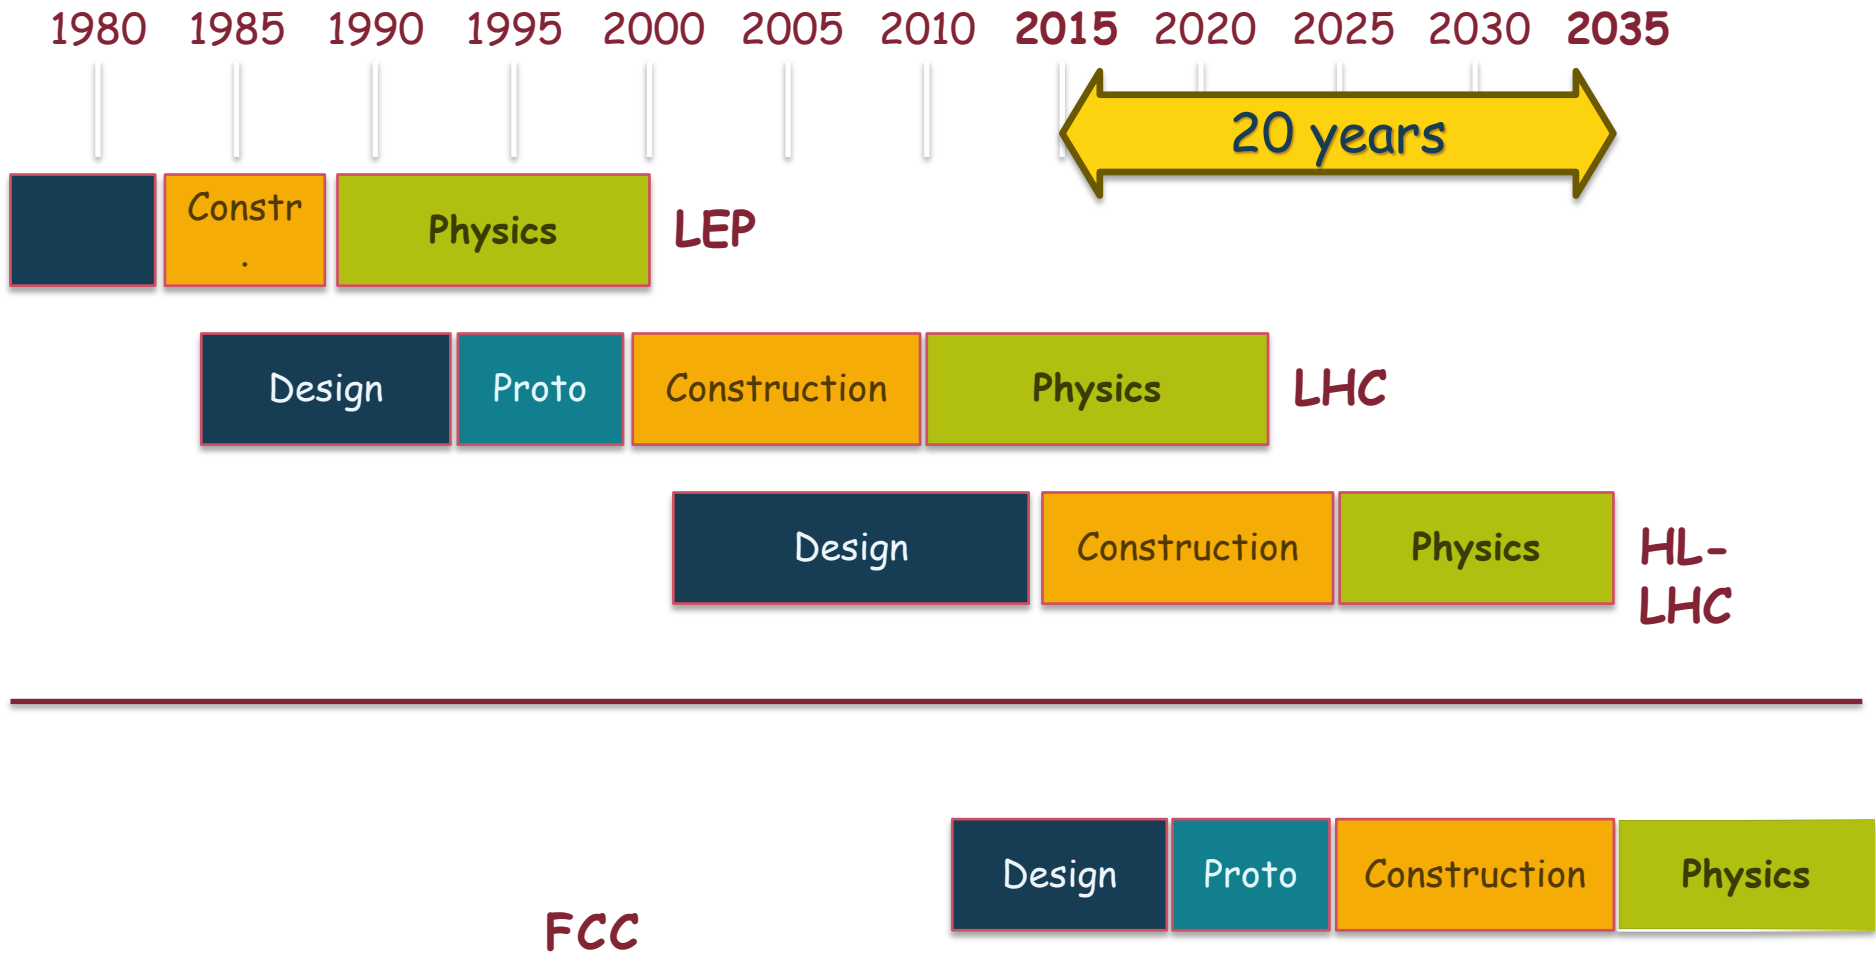 1980 1985 1990 1995 2000 2005 2010 2015 2020 2025 2030 2035
20 years
Constr
.
Physics
LEP
Design Proto Construction Physics LHC
Design Construction Physics
HL-
LHC
Design Proto Construction Physics
FCC